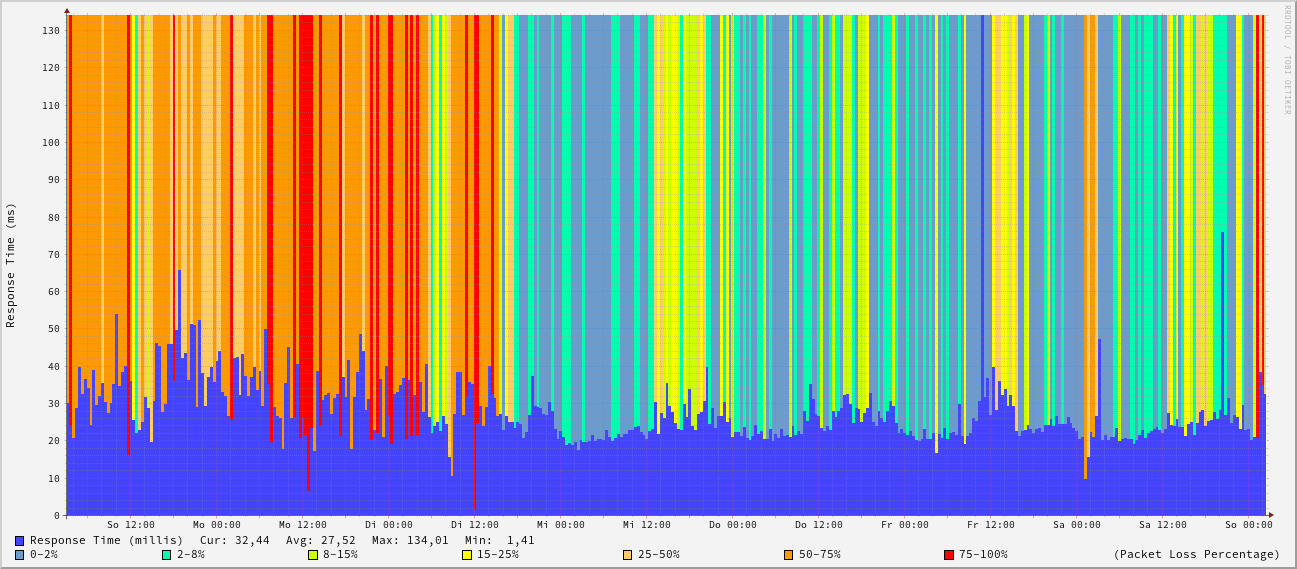 RRDTOOL / TOBI OETIKER
Response Time (ms)
130
120
110
100
90
80
70
60
50
40
30
20
10
0
So 12:00 Mo 00:00 Mo 12:00 Di 00:00 Di 12:00 Mi 00:00 Mi 12:00 Do 00:00 Do 12:00 Fr 00:00 Fr 12:00 Sa 00:00 Sa 12:00 So 00:00
Response Time (millis) Cur: 32,44 Avg: 27,52 Max: 134,01 Min: 1,41
0-2% 2-8% 8-15% 15-25% 25-50% 50-75% 75-100% (Packet Loss Percentage)